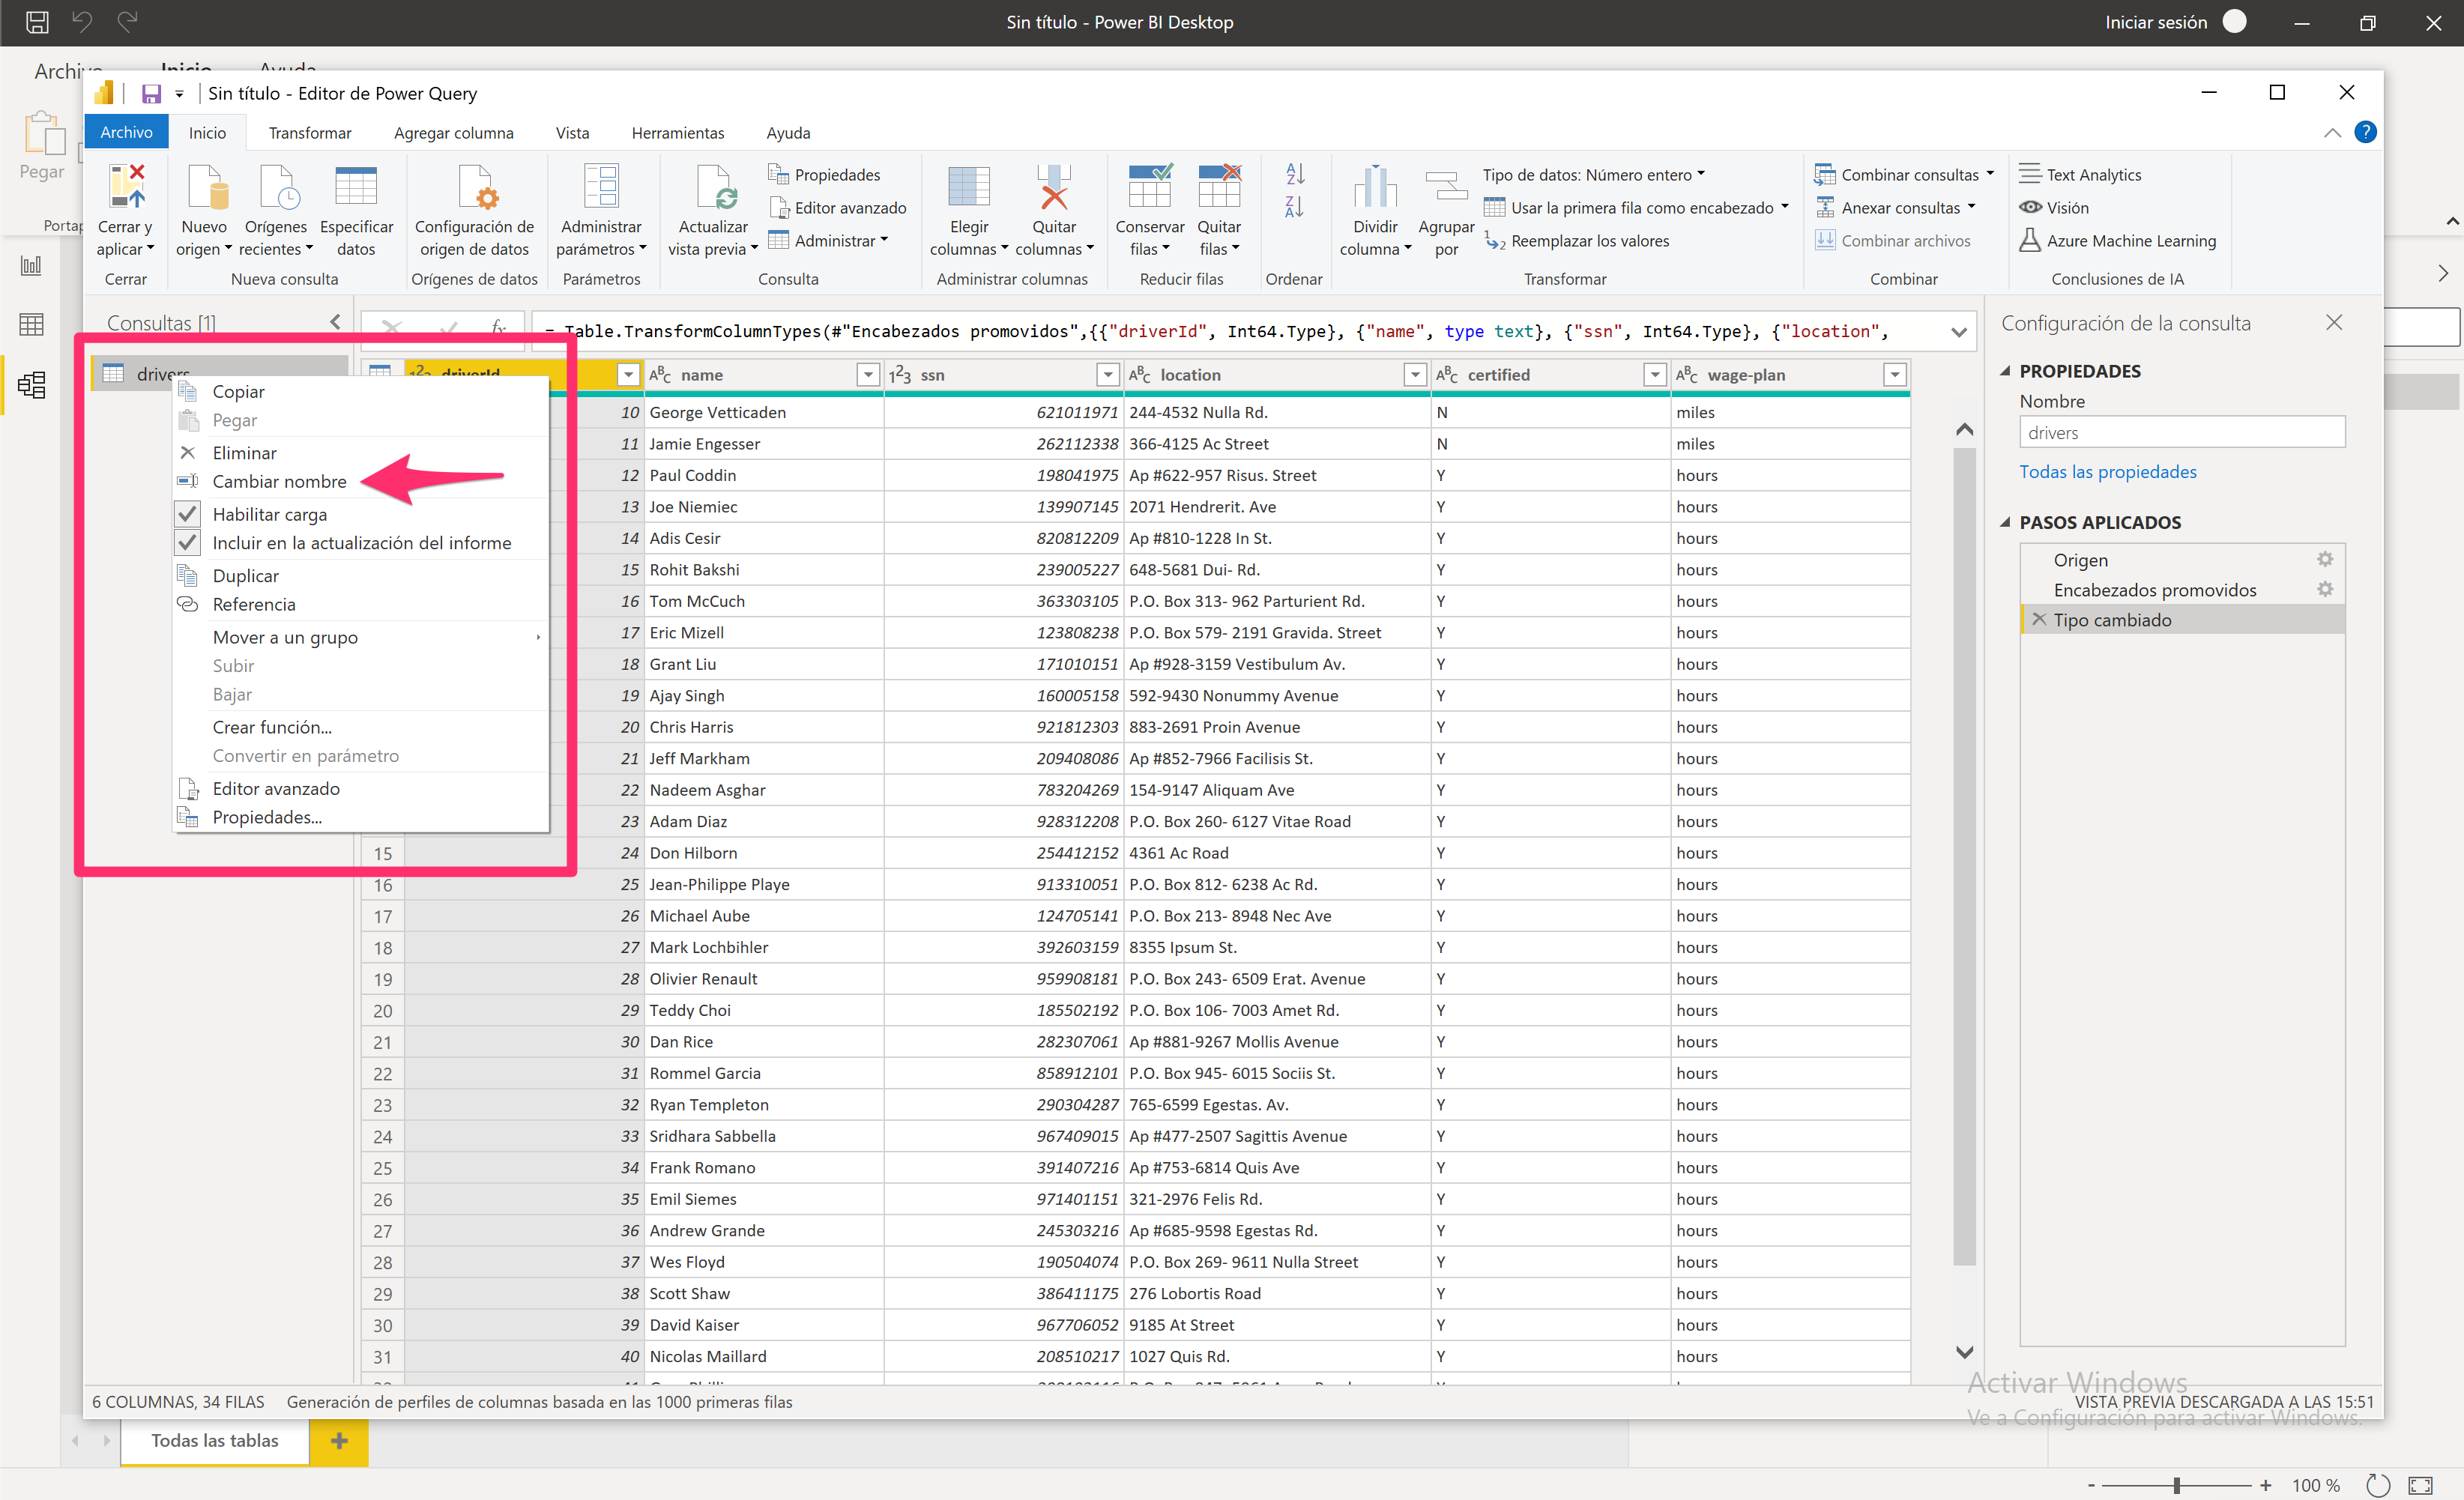 Sin título - Power BI Desktop
Iniciar sesión
Inicio
Ayuda
Pegar
Sin título - Editor de Power Query
Archivo Inicio Transformar Agregar columna Vista Herramientas Ayuda
Cerrar y aplicar
Nuevo origen
Orígenes recientes
Especificar datos
Configuración de origen de datos
Administrar parámetros
Actualizar vista previa
Propiedades
Editor avanzado
Administrar
Elegir columnas
Quitar columnas
Conservar filas
Quitar filas
Dividir columna
Agrupar por
Tipo de datos: Número entero
Usar la primera fila como encabezado
Reemplazar los valores
Combinar consultas
Anexar consultas
Combinar archivos
Text Analytics
Visión
Azure Machine Learning
Cerrar Nueva consulta Orígenes de datos Parámetros Consulta Administrar columnas Reducir filas Ordenar Transformar Combinar Conclusiones de IA
Consultas [1]
= Table.TransformColumnTypes(#"Encabezados promovidos",{{"driverId", Int64.Type}, {"name", type text}, {"ssn", Int64.Type}, {"location",
drivers
Copiar
Pegar
Eliminar
Cambiar nombre
Habilitar carga
Incluir en la actualización del informe
Duplicar
Referencia
Mover a un grupo
Subir
Bajar
Crear función...
Convertir en parámetro
Editor avanzado
Propiedades...
driverId name ssn location certified wage-plan
10 George Vetticaden 621011971 244-4532 Nulla Rd. N miles
11 Jamie Engesser 262112338 366-4125 Ac Street N miles
12 Paul Coddin 198041975 Ap #622-957 Risus. Street Y hours
13 Joe Niemiec 139907145 2071 Hendrerit. Ave Y hours
14 Adis Cesir 820812209 Ap #810-1228 In St. Y hours
15 Rohit Bakshi 239005227 648-5681 Dui- Rd. Y hours
16 Tom McCuch 363303105 P.O. Box 313- 962 Parturient Rd. Y hours
17 Eric Mizell 123808238 P.O. Box 579- 2191 Gravida. Street Y hours
18 Grant Liu 171010151 Ap #928-3159 Vestibulum Av. Y hours
19 Ajay Singh 160005158 592-9430 Nonummy Avenue Y hours
20 Chris Harris 921812303 883-2691 Proin Avenue Y hours
21 Jeff Markham 209408086 Ap #852-7966 Facilisis St. Y hours
22 Nadeem Asghar 783204269 154-9147 Aliquam Ave Y hours
23 Adam Diaz 928312208 P.O. Box 260- 6127 Vitae Road Y hours
15 24 Don Hilborn 254412152 4361 Ac Road Y hours
16 25 Jean-Philippe Playe 913310051 P.O. Box 812- 6238 Ac Rd. Y hours
17 26 Michael Aube 124705141 P.O. Box 213- 8948 Nec Ave Y hours
18 27 Mark Lochbihler 392603159 8355 Ipsum St. Y hours
19 28 Olivier Renault 959908181 P.O. Box 243- 6509 Erat. Avenue Y hours
20 29 Teddy Choi 185502192 P.O. Box 106- 7003 Amet Rd. Y hours
21 30 Dan Rice 282307061 Ap #881-9267 Mollis Avenue Y hours
22 31 Rommel Garcia 858912101 P.O. Box 945- 6015 Sociis St. Y hours
23 32 Ryan Templeton 290304287 765-6599 Egestas. Av. Y hours
24 33 Sridhara Sabbella 967409015 Ap #477-2507 Sagittis Avenue Y hours
25 34 Frank Romano 391407216 Ap #753-6814 Quis Ave Y hours
26 35 Emil Siemes 971401151 321-2976 Felis Rd. Y hours
27 36 Andrew Grande 245303216 Ap #685-9598 Egestas Rd. Y hours
28 37 Wes Floyd 190504074 P.O. Box 269- 9611 Nulla Street Y hours
29 38 Scott Shaw 386411175 276 Lobortis Road Y hours
30 39 David Kaiser 967706052 9185 At Street Y hours
31 40 Nicolas Maillard 208510217 1027 Quis Rd. Y hours
Configuración de la consulta
PROPIEDADES
Nombre
drivers
Todas las propiedades
PASOS APLICADOS
Origen
Encabezados promovidos
Tipo cambiado
6 COLUMNAS, 34 FILAS Generación de perfiles de columnas basada en las 1000 primeras filas
VISTA PREVIA DESCARGADA A LAS 15:51
Activar Windows
Ve a Configuración para activar Windows.
Todas las tablas
100 %